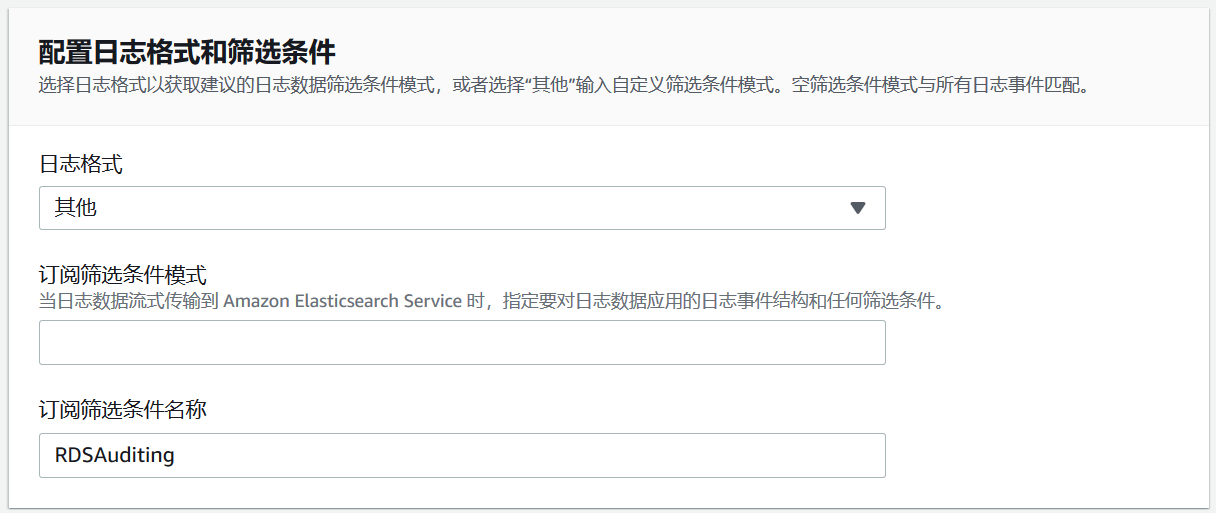 配置日志格式和筛选条件
选择日志格式以获取建议的日志数据筛选条件模式，或者选择“其他”输入自定义筛选条件模式。空筛选条件模式与所有日志事件匹配。
日志格式
其他
订阅筛选条件模式
当日志数据流式传输到 Amazon Elasticsearch Service 时，指定要对日志数据应用的日志事件结构和任何筛选条件。
订阅筛选条件名称
RDSAuditing